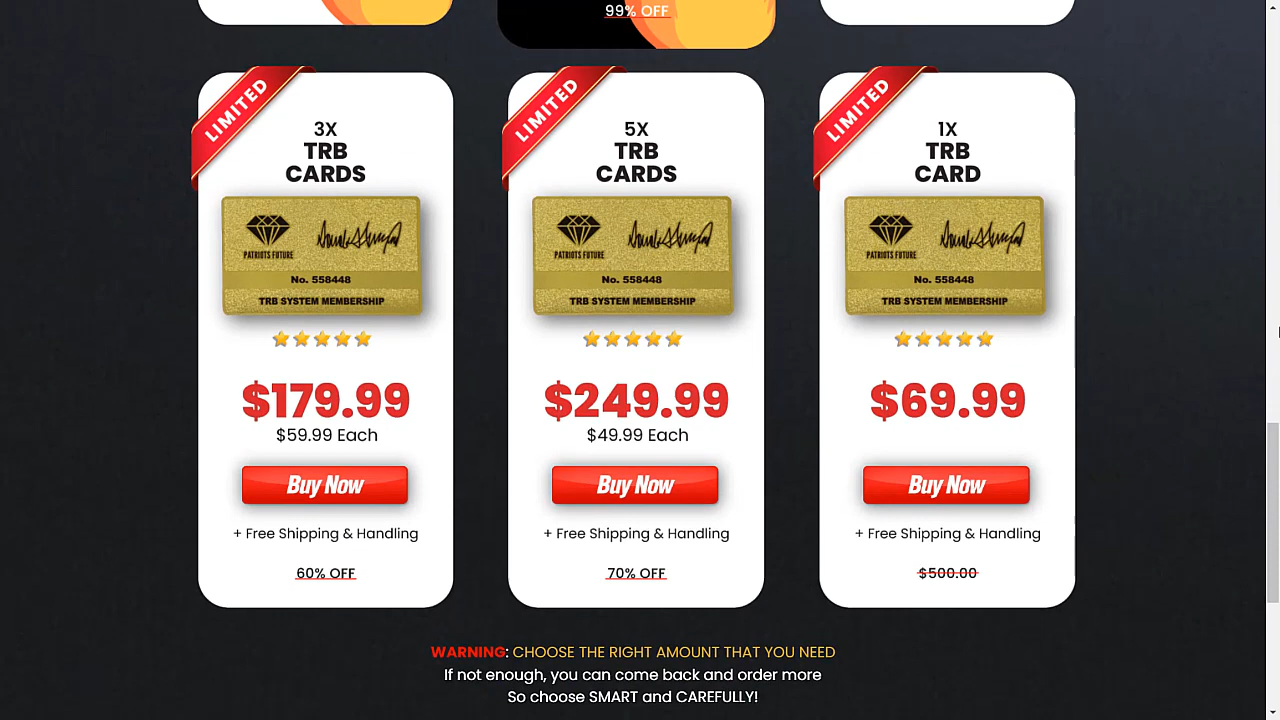 99% OFF
LIMITED
3X
TRB
CARDS
PATRIOTS FUTURE
No. 558448
TRB SYSTEM MEMBERSHIP
$179.99
$59.99 Each
Buy Now
+ Free Shipping & Handling
60% OFF
LIMITED
5X
TRB
CARDS
PATRIOTS FUTURE
No. 558448
TRB SYSTEM MEMBERSHIP
$249.99
$49.99 Each
Buy Now
+ Free Shipping & Handling
70% OFF
LIMITED
1X
TRB
CARD
PATRIOTS FUTURE
No. 558448
TRB SYSTEM MEMBERSHIP
$69.99
Buy Now
+ Free Shipping & Handling
$500.00
WARNING: CHOOSE THE RIGHT AMOUNT THAT YOU NEED
If not enough, you can come back and order more
So choose SMART and CAREFULLY!